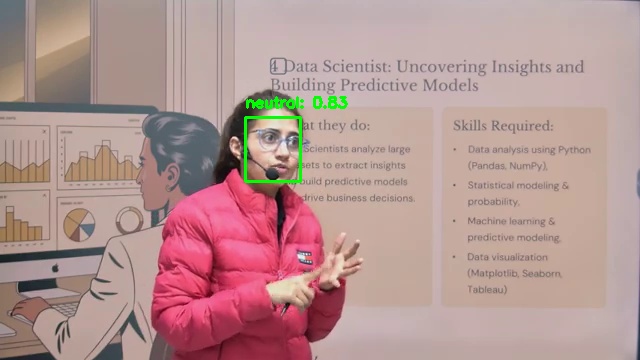 4 Data Scientist: Uncovering Insights and
Building Predictive Models
neutral: 0.83
at they do:
Scientists analyze large
sets to extract insights
build predictive models
drive business decisions.
Skills Required:
• Data analysis using Python
(Pandas, NumPy),
• Statistical modeling &
probability,
• Machine learning &
predictive modeling,
• Data visualization
(Matplotlib, Seaborn,
Tableau)